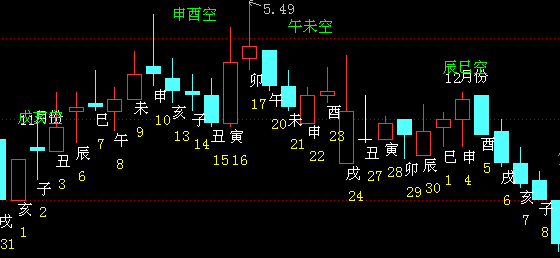 申酉空
5.49
午未空
辰巳空
12月份
戌亥空
11月份
戌
31
亥
1
子
2
丑
3
辰
6
巳
7
午
8
未
9
申
10
亥
13
子
14
丑
15
寅
16
卯
17
午
20
未
21
申
22
酉
23
戌
24
丑
27
寅
28
卯
29
辰
30
巳
1
申
4
酉
5
戌
6
亥
7
子
8